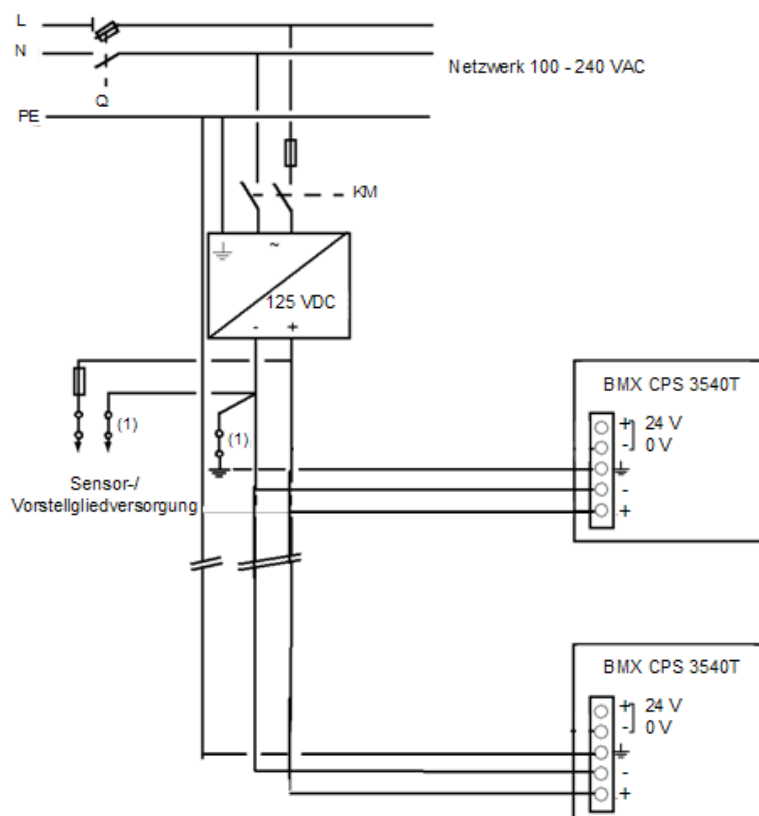 L
N
Netzwerk 100 - 240 VAC
Q
PE
KM
~
125 VDC
- +
BMX CPS 3540T
+ 24 V
- 0 V
(1)
(1)
-
+
Sensor-/
Vorstellgliedversorgung
BMX CPS 3540T
+ 24 V
- 0 V
-
+